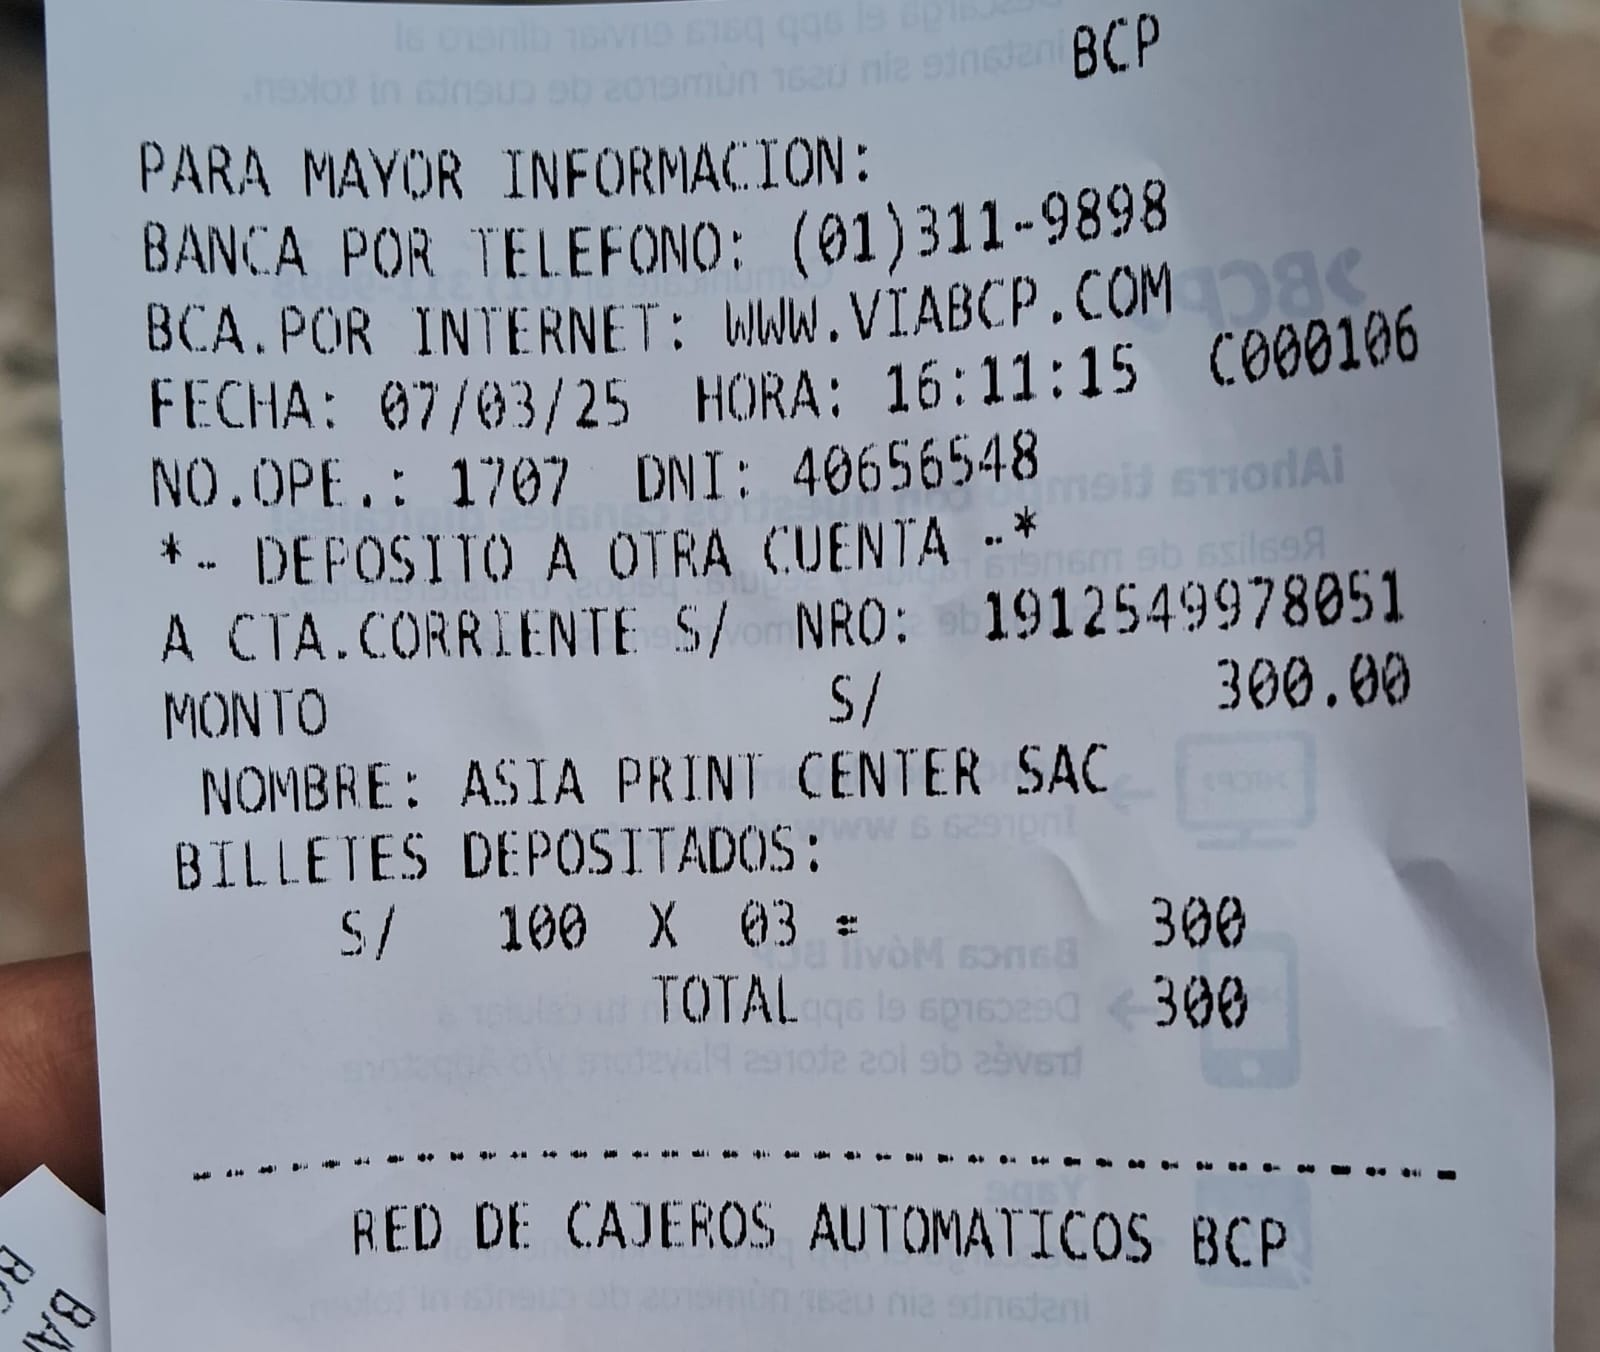 BCP
PARA MAYOR INFORMACION:
BANCA POR TELEFONO: (01)311-9898
BCA.POR INTERNET: WWW.VIABCP.COM
FECHA: 07/03/25 HORA: 16:11:15 C000106
NO.OPE.: 1707 DNI: 40656548
*- DEPOSITO A OTRA CUENTA -*
A CTA.CORRIENTE S/ NRO: 1912549978051
MONTO S/ 300.00
NOMBRE: ASIA PRINT CENTER SAC
BILLETES DEPOSITADOS:
S/ 100 X 03 = 300
TOTAL 300
RED DE CAJEROS AUTOMATICOS BCP